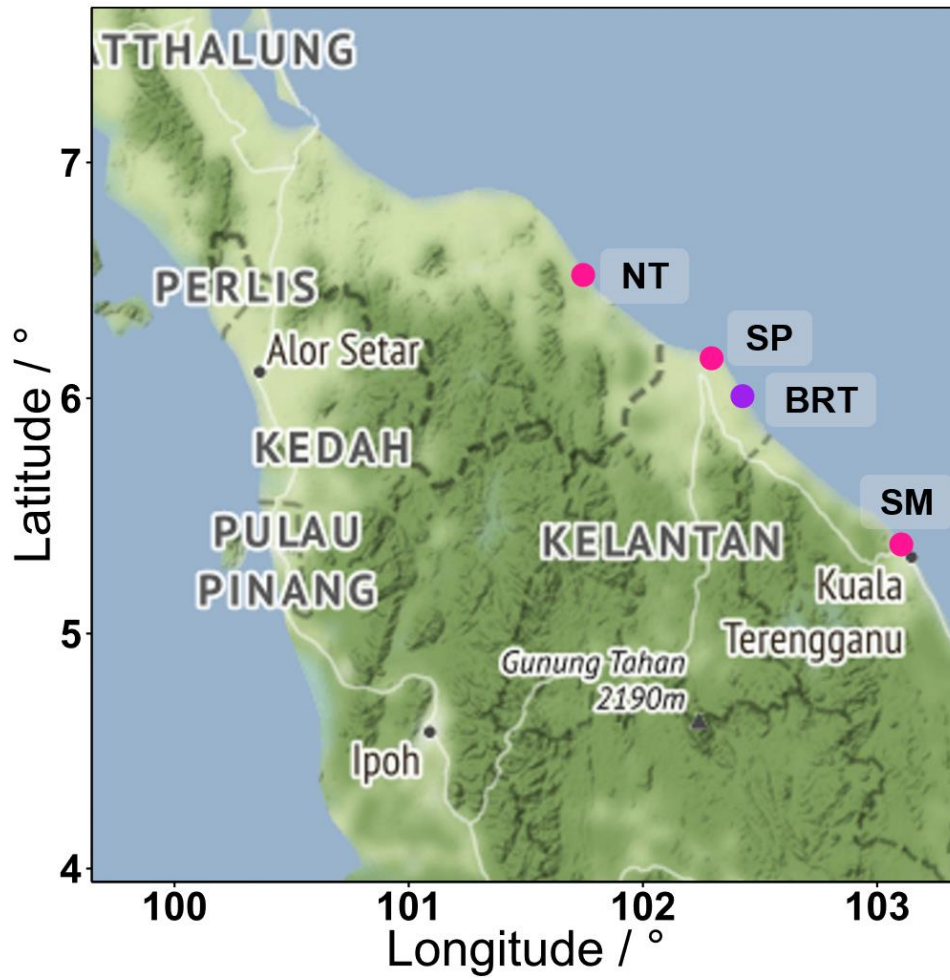 ATTHALUNG
7
NT
PERLIS
SP
Alor Setar
6
BRT
KEDAH
SM
PULAU
PINANG
KELANTAN
Kuala
Terengganu
5
Gunung Tahan
2190m
Ipoh
4
100
101
102
103
Longitude / °
Latitude / °